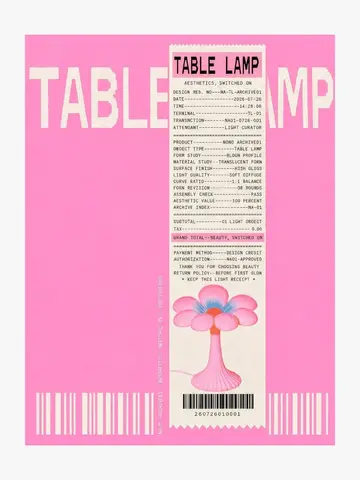 TABLE LAMP
TABLE LAMP
AESTHETICS, SWITCHED ON
DESIGN REG. NO---NA-TL-ARCHIVE01
DATE---2026-07-26
TIME---14:28:00
TERMINAL---TL-01
TRANSACTION---NA01-0726-001
ATTENDANT---LIGHT CURATOR
PRODUCT---NONO ARCHIVE01
OBJECT TYPE---TABLE LAMP
FORM STUDY---BLOOM PROFILE
MATERIAL STUDY--TRANSLUCENT FORM
SURFACE FINISH---HIGH GLOSS
LIGHT QUALITY---SOFT DIFFUSE
CURVE RATIO---1:1 BALANCE
FORM REVISION---08 ROUNDS
ASSEMBLY CHECK---PASS
AESTHETIC VALUE---100 PERCENT
ARCHIVE INDEX---NA-01
SUBTOTAL---01 LIGHT OBJECT
TAX---0.00
GRAND TOTAL--BEAUTY, SWITCHED ON
PAYMENT METHOD---DESIGN CREDIT
AUTHORIZATION---NA01-APPROVED
THANK YOU FOR CHOOSING BEAUTY
RETURN POLICY--BEFORE FIRST GLOW
* KEEP THIS LIGHT RECEIPT *
260726010001